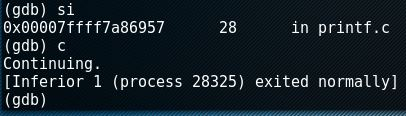 (gdb) si
0x00007ffff7a86957      28      in printf.c
(gdb) c
Continuing.
[Inferior 1 (process 28325) exited normally]
(gdb)